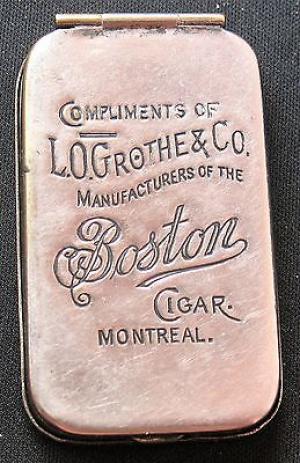 COMPLIMENTS OF
L.O. GROTHE & CO.
MANUFACTURERS OF THE
Boston
CIGAR.
MONTREAL.